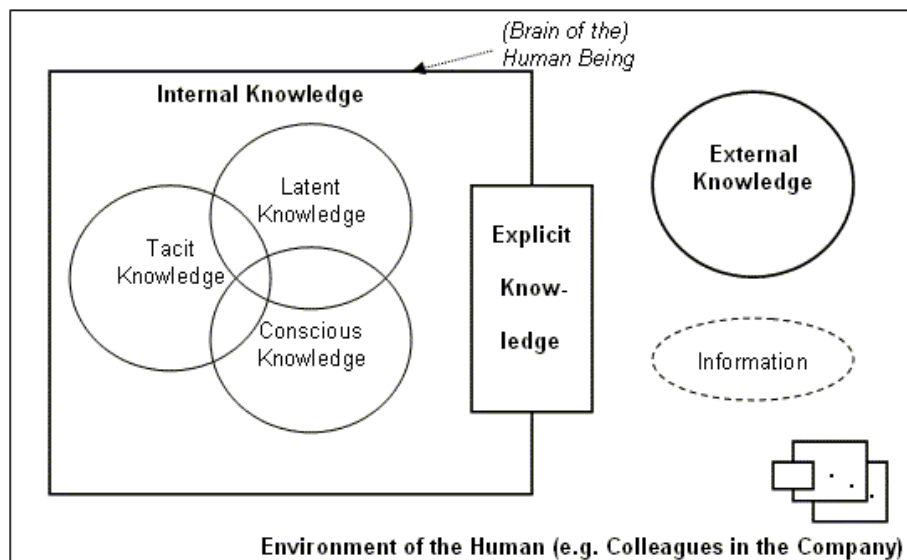 (Brain of the)
Human Being
Internal Knowledge
Latent
Knowledge
Tacit
Knowledge
Conscious
Knowledge
Explicit
Know-
ledge
External
Knowledge
Information
Environment of the Human (e.g. Colleagues in the Company)